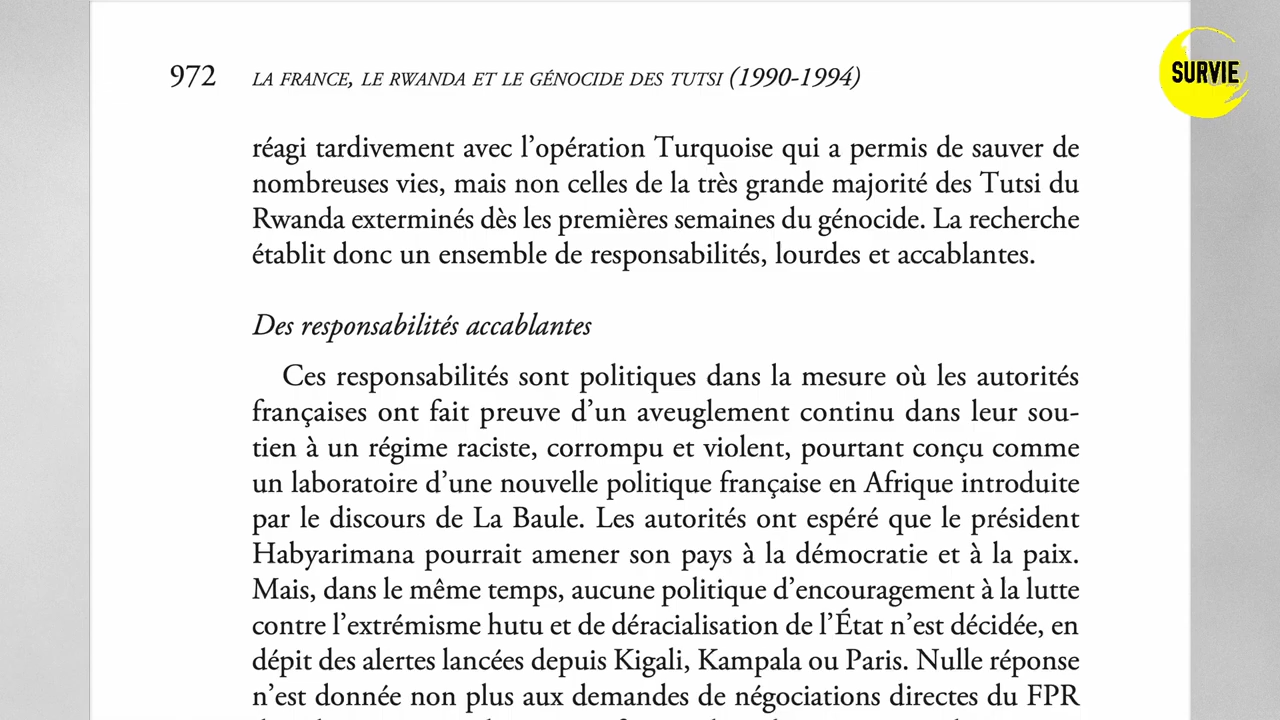 972 LA FRANCE, LE RWANDA ET LE GÉNOCIDE DES TUTSI (1990-1994)
SURVIE
réagi tardivement avec l’opération Turquoise qui a permis de sauver de
nombreuses vies, mais non celles de la très grande majorité des Tutsi du
Rwanda exterminés dès les premières semaines du génocide. La recherche
établit donc un ensemble de responsabilités, lourdes et accablantes.
Des responsabilités accablantes
Ces responsabilités sont politiques dans la mesure où les autorités
françaises ont fait preuve d’un aveuglement continu dans leur sou-
tien à un régime raciste, corrompu et violent, pourtant conçu comme
un laboratoire d’une nouvelle politique française en Afrique introduite
par le discours de La Baule. Les autorités ont espéré que le président
Habyarimana pourrait amener son pays à la démocratie et à la paix.
Mais, dans le même temps, aucune politique d’encouragement à la lutte
contre l’extrémisme hutu et de déracialisation de l’État n’est décidée, en
dépit des alertes lancées depuis Kigali, Kampala ou Paris. Nulle réponse
n’est donnée non plus aux demandes de négociations directes du FPR